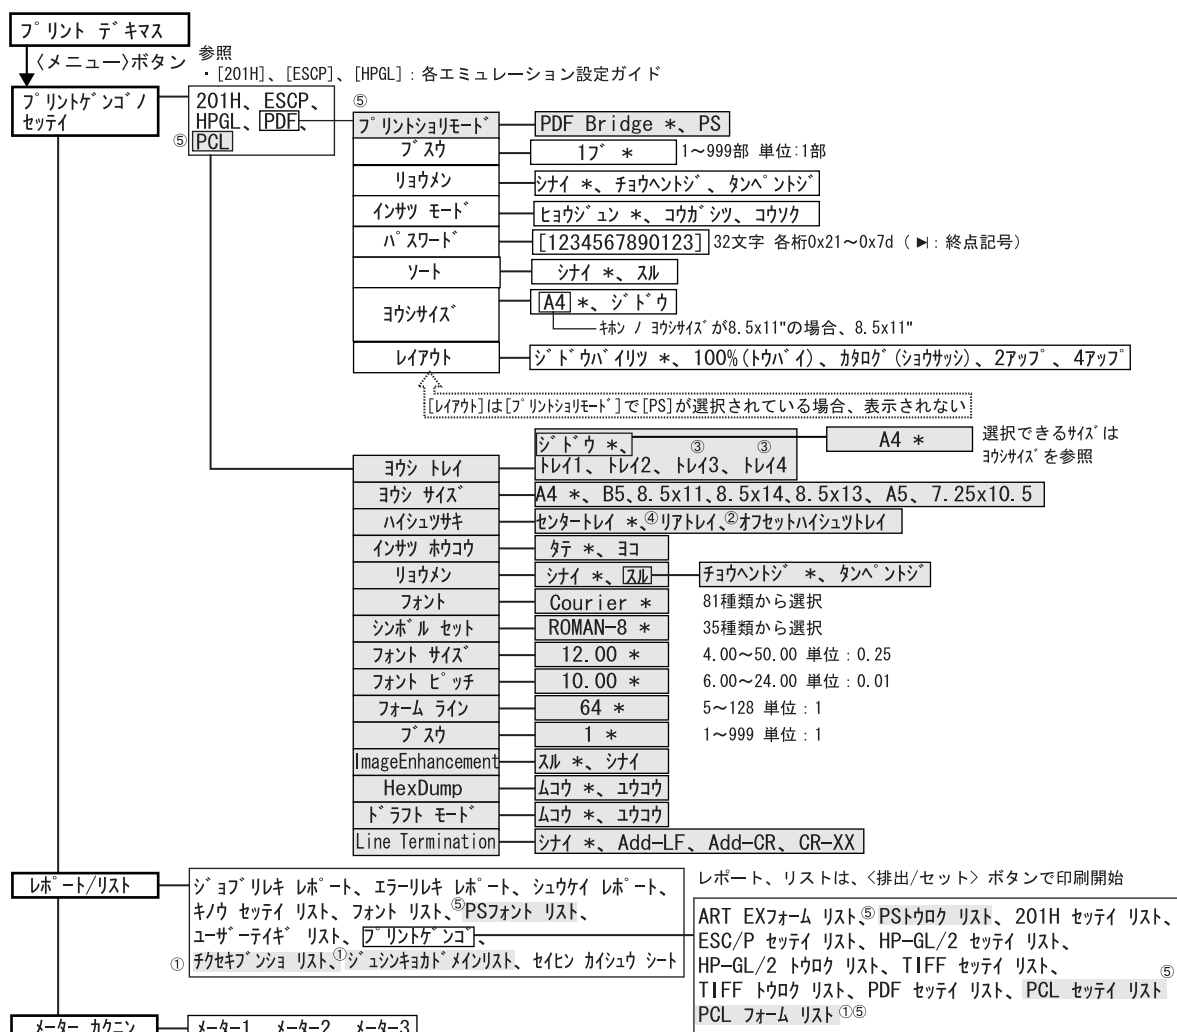 プリント デキマス
〈メニュー〉ボタン
参照
・[201H]、[ESCP]、[HPGL]：各エミュレーション設定ガイド
プリントゲンゴノ
セッテイ
201H、ESCP、
HPGL、PDF、
⑤ PCL
⑤
プリントショリモード PDF Bridge *、PS
ブスウ 1ブ * 1～999部 単位:1部
リョウメン シナイ *、チョウヘントジ、タンペントジ
インサツ モード ヒョウジュン *、コウガシツ、コウソク
パスワード [1234567890123] 32文字 各桁0x21～0x7d（ ▶|：終点記号）
ソート シナイ *、スル
ヨウシサイズ A4 *、ジドウ
キホン ノ ヨウシサイズが8.5x11"の場合、8.5x11"
レイアウト ジドウバイリツ *、100%(トウバイ)、カタログ(ショウサッシ)、2アップ、4アップ
[レイアウト]は[プリントショリモード]で[PS]が選択されている場合、表示されない
ジドウ *、 A4 * 選択できるサイズは
ヨウシサイズを参照
③ ③
ヨウシ トレイ トレイ1、トレイ2、トレイ3、トレイ4
ヨウシ サイズ A4 *、B5、8.5x11、8.5x14、8.5x13、A5、7.25x10.5
ハイシュツサキ センタートレイ *、④リアトレイ、②オフセットハイシュツトレイ
インサツ ホウコウ タテ *、ヨコ
リョウメン シナイ *、スル チョウヘントジ *、タンペントジ
フォント Courier * 81種類から選択
シンボル セット ROMAN-8 * 35種類から選択
フォント サイズ 12.00 * 4.00～50.00 単位：0.25
フォント ピッチ 10.00 * 6.00～24.00 単位：0.01
フォーム ライン 64 * 5～128 単位：1
ブスウ 1 * 1～999 単位：1
ImageEnhancement スル *、シナイ
HexDump ムコウ *、ユウコウ
ドラフト モード ムコウ *、ユウコウ
Line Termination シナイ *、Add-LF、Add-CR、CR-XX
レポート/リスト
ジョブリレキ レポート、エラーリレキ レポート、シュウケイ レポート、
キノウ セッテイ リスト、フォント リスト、⑤PSフォント リスト、
ユーザーテイギ リスト、プリントゲンゴ、
① チクセキブンショ リスト、①ジュシンキョカドメインリスト、セイヒン カイシュウ シート
レポート、リストは、〈排出/セット〉ボタンで印刷開始
ART EXフォーム リスト、⑤PSトウロク リスト、201H セッテイ リスト、
ESC/P セッテイ リスト、HP-GL/2 セッテイ リスト、
HP-GL/2 トウロク リスト、TIFF セッテイ リスト、
TIFF トウロク リスト、PDF セッテイ リスト、PCL セッテイ リスト⑤
PCL フォーム リスト①⑤
メーター カクニン メーター1、メーター2、メーター3